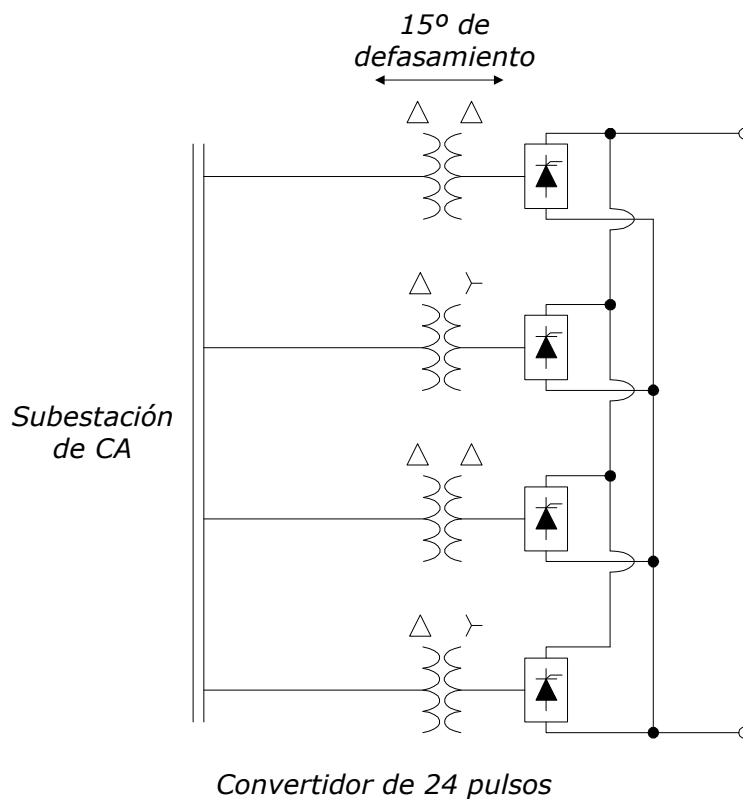 15º de
defasamiento
Subestación
de CA
Convertidor de 24 pulsos